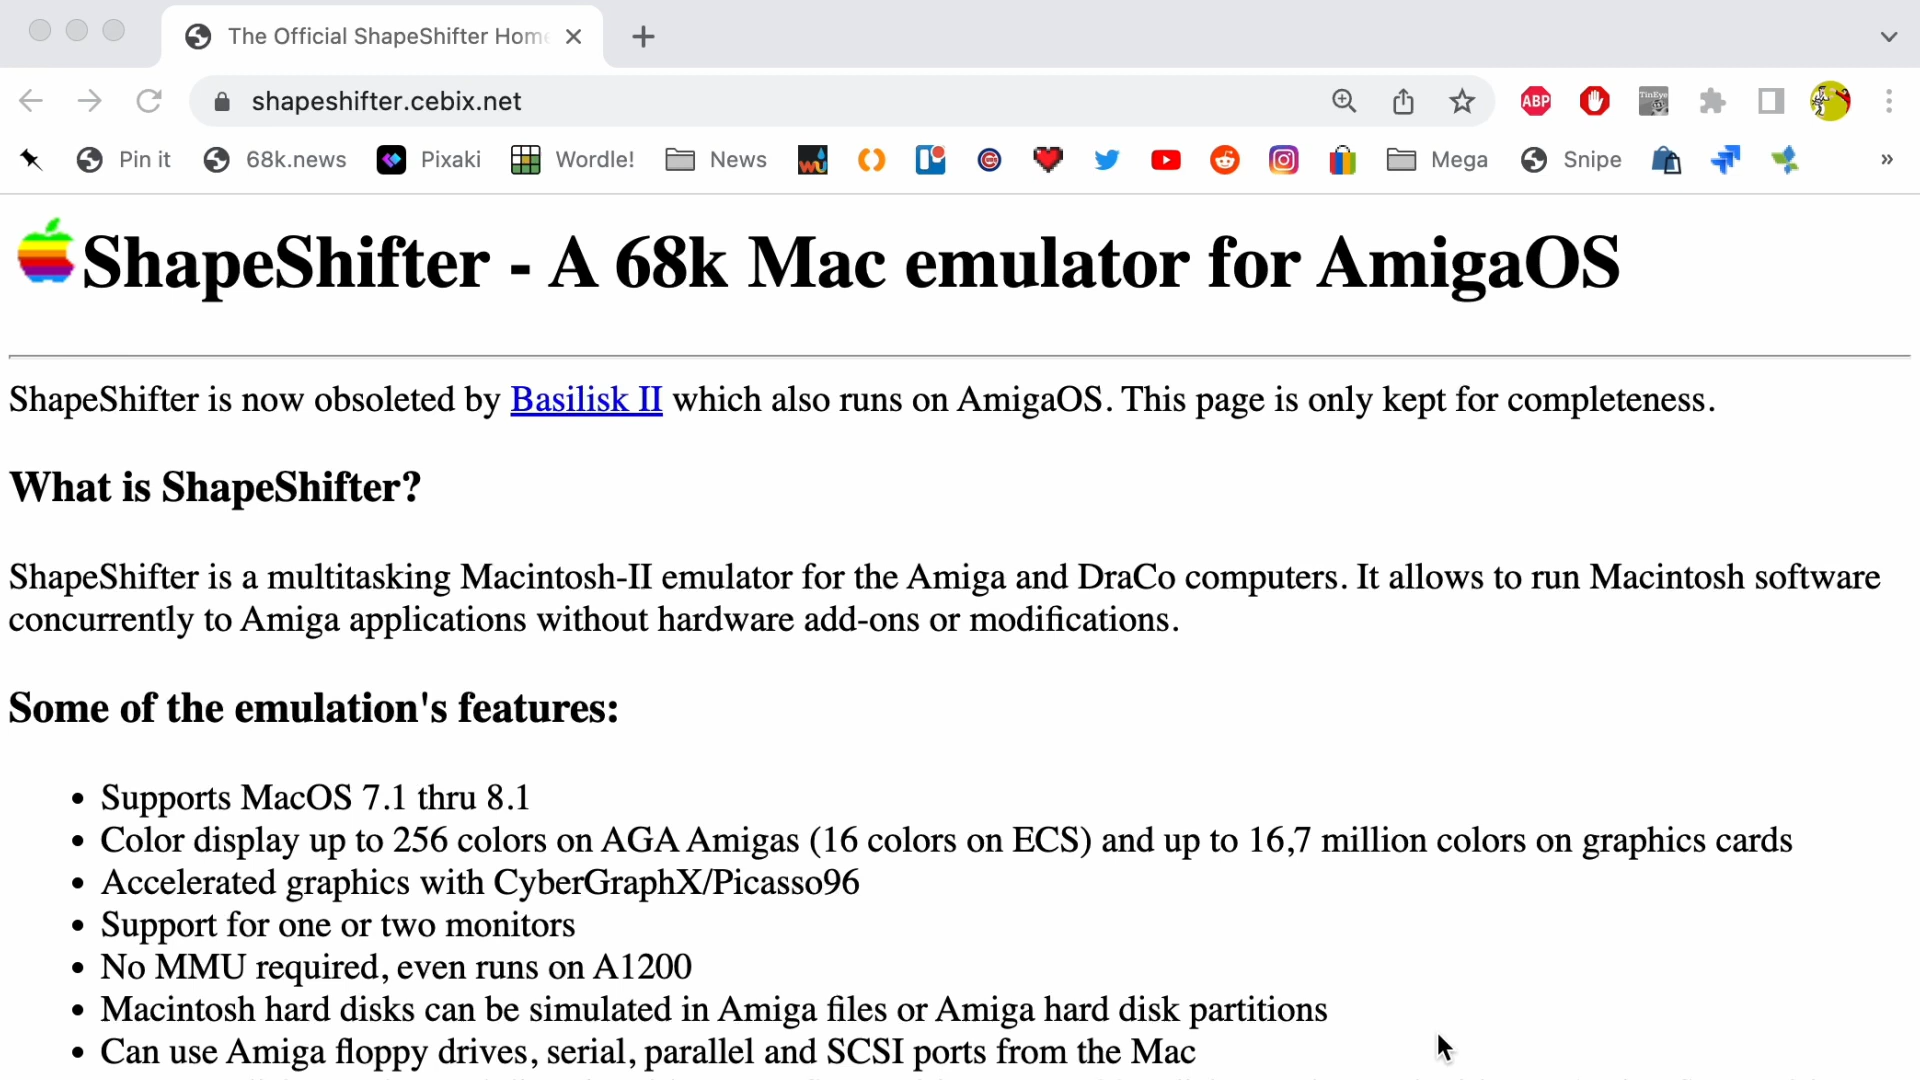 The Official ShapeShifter Home
shapeshifter.cebix.net
ABP
TinEye
Pin it
68k.news
Pixaki
Wordle!
News
wu
Mega
Snipe
»
ShapeShifter - A 68k Mac emulator for AmigaOS
ShapeShifter is now obsoleted by Basilisk II which also runs on AmigaOS. This page is only kept for completeness.
What is ShapeShifter?
ShapeShifter is a multitasking Macintosh-II emulator for the Amiga and DraCo computers. It allows to run Macintosh software
concurrently to Amiga applications without hardware add-ons or modifications.
Some of the emulation's features:
• Supports MacOS 7.1 thru 8.1
• Color display up to 256 colors on AGA Amigas (16 colors on ECS) and up to 16,7 million colors on graphics cards
• Accelerated graphics with CyberGraphX/Picasso96
• Support for one or two monitors
• No MMU required, even runs on A1200
• Macintosh hard disks can be simulated in Amiga files or Amiga hard disk partitions
• Can use Amiga floppy drives, serial, parallel and SCSI ports from the Mac